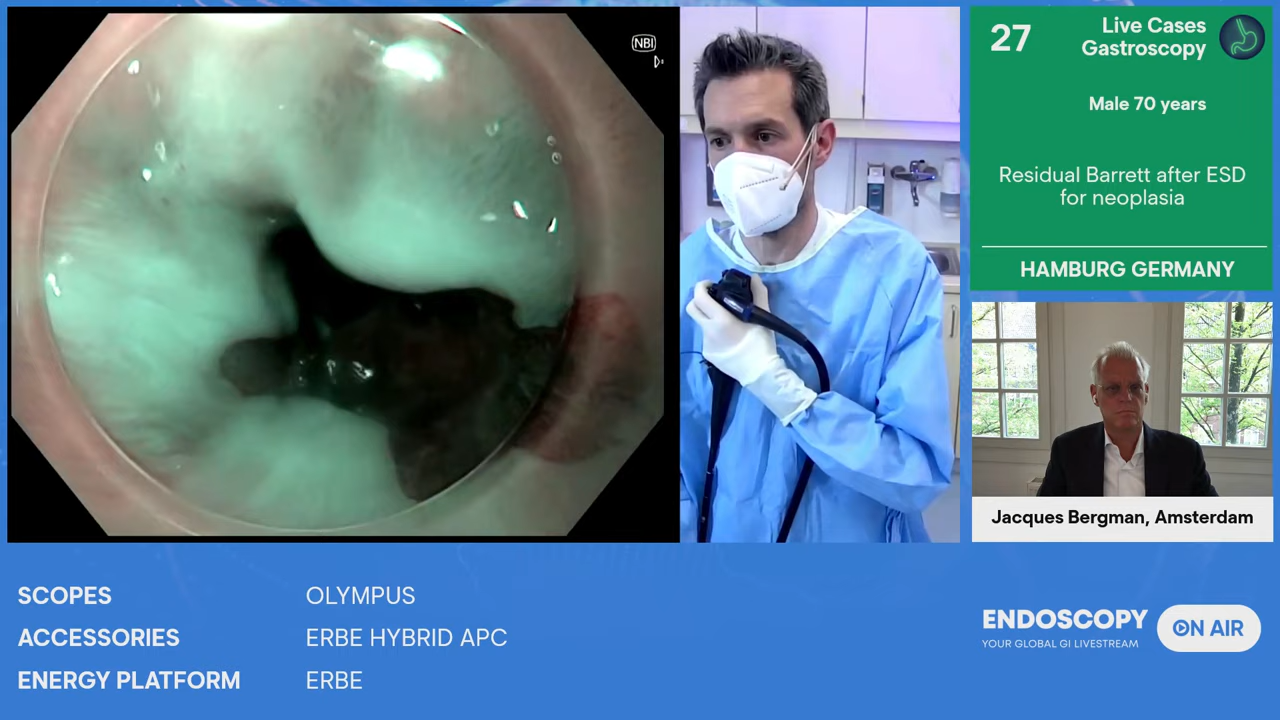 NBI
27
Live Cases
Gastroscopy
Male 70 years
Residual Barrett after ESD
for neoplasia
HAMBURG GERMANY
Jacques Bergman, Amsterdam
SCOPES OLYMPUS
ACCESSORIES ERBE HYBRID APC
ENERGY PLATFORM ERBE
ENDOSCOPY ON AIR
YOUR GLOBAL GI LIVESTREAM